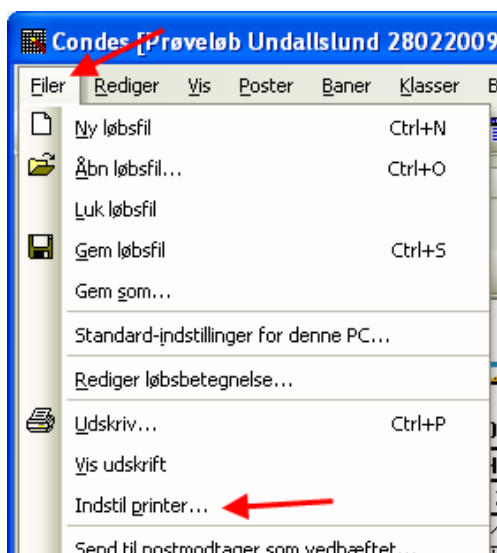 Condes [Prøveløb Undallslund 28022009
Filer Rediger Vis Poster Baner Klasser
Ny løbsfil Ctrl+N
Åbn løbsfil... Ctrl+O
Luk løbsfil
Gem løbsfil Ctrl+S
Gem som...
Standard-indstillinger for denne PC...
Rediger løbsbetegnelse...
Udskriv... Ctrl+P
Vis udskrift
Indstil printer...
Send til postmodtager som vedhæftet...